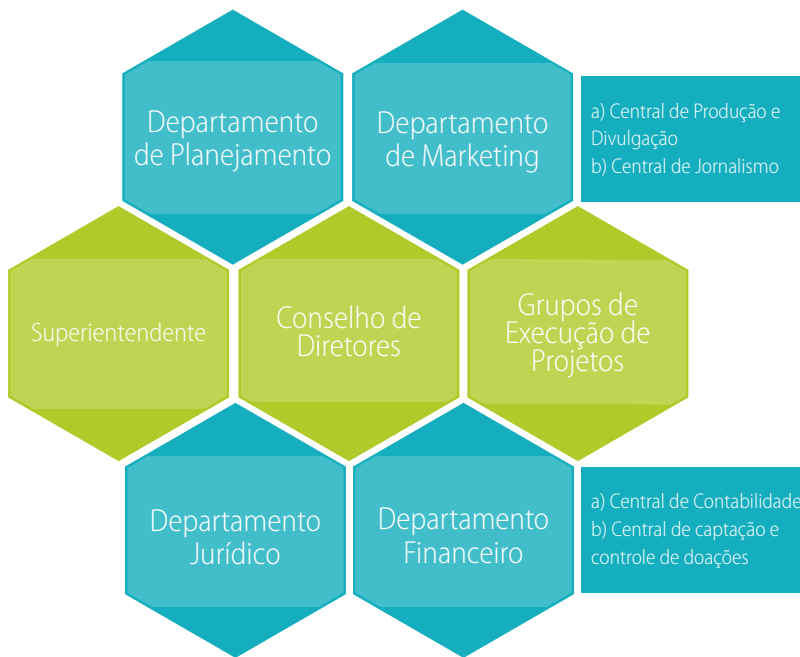 Departamento
de Planejamento
Departamento
de Marketing
a) Central de Produção e
Divulgação
b) Central de Jornalismo
Superientendente
Conselho de
Diretores
Grupos de
Execução de
Projetos
Departamento
Jurídico
Departamento
Financeiro
a) Central de Contabilidade
b) Central de captação e
controle de doações